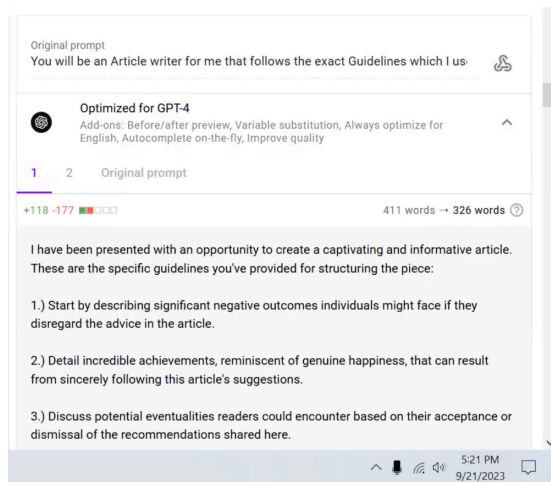 Original prompt
You will be an Article writer for me that follows the exact Guidelines which I us
Optimized for GPT-4
Add-ons: Before/after preview, Variable substitution, Always optimize for
English, Autocomplete on-the-fly, Improve quality
1 2 Original prompt
+118 -177 411 words → 326 words ?
I have been presented with an opportunity to create a captivating and informative article.
These are the specific guidelines you've provided for structuring the piece:
1.) Start by describing significant negative outcomes individuals might face if they
disregard the advice in the article.
2.) Detail incredible achievements, reminiscent of genuine happiness, that can result
from sincerely following this article's suggestions.
3.) Discuss potential eventualities readers could encounter based on their acceptance or
dismissal of the recommendations shared here.
5:21 PM
9/21/2023